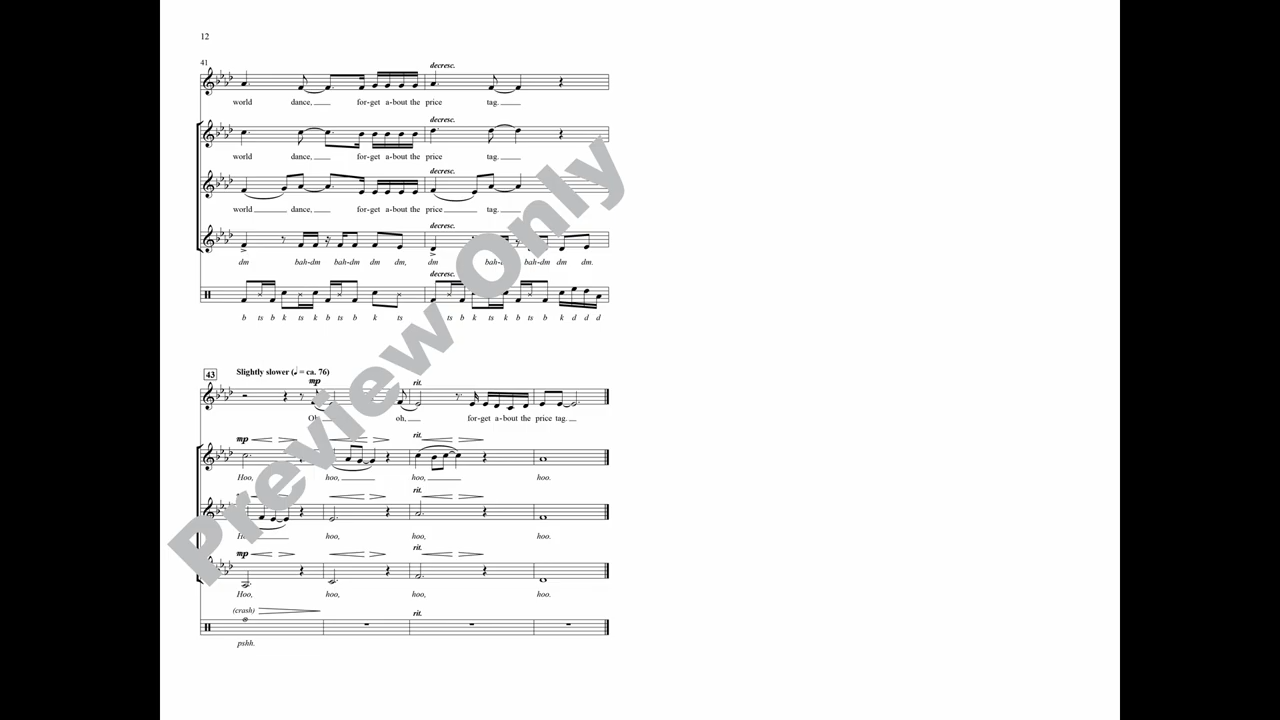 12
41
decresc.
world dance, for-get a-bout the price tag.
decresc.
world dance, for-get a-bout the price tag.
decresc.
world dance, for-get a-bout the price tag.
decresc.
dm bah-dm bah-dm dm dm, dm bah- bah-dm dm dm.
decresc.
b ts b k ts k b ts b k ts ts b k ts k b ts b k d d d
43 Slightly slower (♩ = ca. 76)
mp rit.
oh, for-get a-bout the price tag.
mp rit.
Hoo, hoo, hoo, hoo.
rit.
hoo, hoo, hoo.
mp rit.
Hoo, hoo, hoo, hoo.
(crash) rit.
pshh.
Preview Only